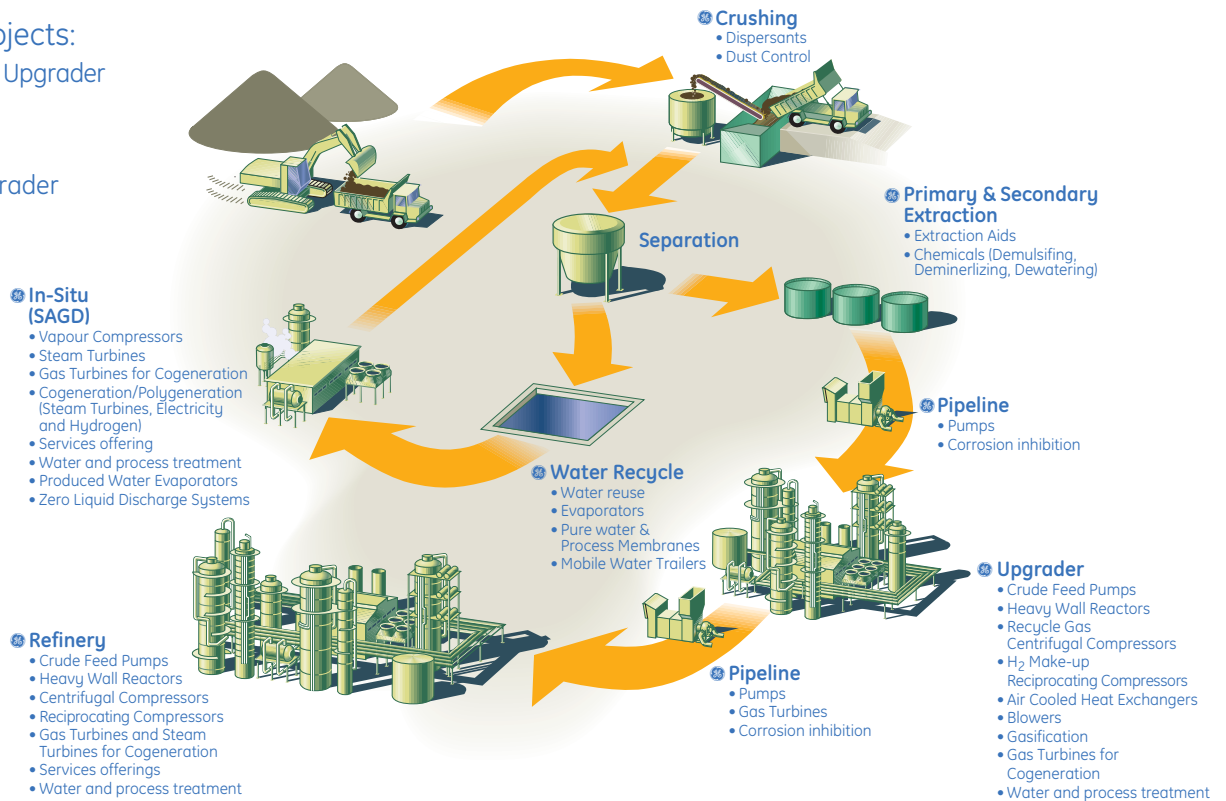 ojects:
Upgrader
rader
Crushing
• Dispersants
• Dust Control
Primary & Secondary
Extraction
• Extraction Aids
• Chemicals (Demulsifing,
Deminerlizing, Dewatering)
Separation
In-Situ
(SAGD)
• Vapour Compressors
• Steam Turbines
• Gas Turbines for Cogeneration
• Cogeneration/Polygeneration
(Steam Turbines, Electricity
and Hydrogen)
• Services offering
• Water and process treatment
• Produced Water Evaporators
• Zero Liquid Discharge Systems
Pipeline
• Pumps
• Corrosion inhibition
Water Recycle
• Water reuse
• Evaporators
• Pure water &
Process Membranes
• Mobile Water Trailers
Upgrader
• Crude Feed Pumps
• Heavy Wall Reactors
• Recycle Gas
Centrifugal Compressors
• H₂ Make-up
Reciprocating Compressors
• Air Cooled Heat Exchangers
• Blowers
• Gasification
• Gas Turbines for
Cogeneration
• Water and process treatment
Refinery
• Crude Feed Pumps
• Heavy Wall Reactors
• Centrifugal Compressors
• Reciprocating Compressors
• Gas Turbines and Steam
Turbines for Cogeneration
• Services offerings
• Water and process treatment
Pipeline
• Pumps
• Gas Turbines
• Corrosion inhibition